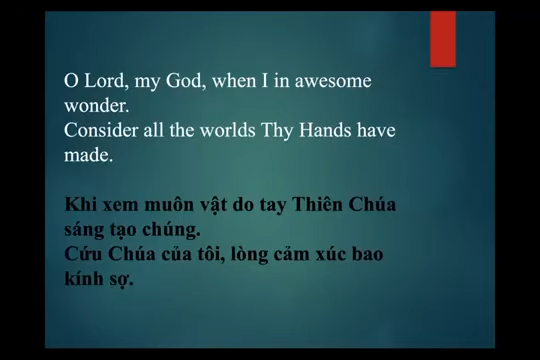 O Lord, my God, when I in awesome
wonder.
Consider all the worlds Thy Hands have
made.
Khi xem muôn vật do tay Thiên Chúa
sáng tạo chúng.
Cứu Chúa của tôi, lòng cảm xúc bao
kính sợ.